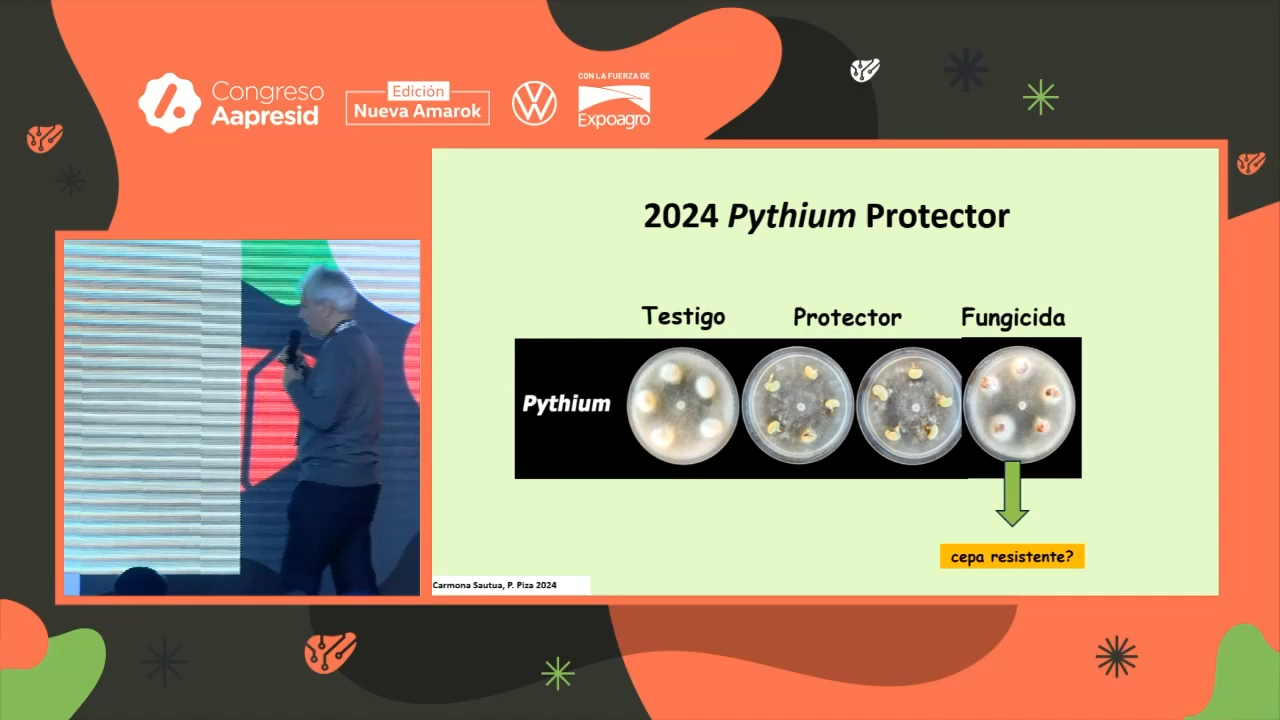 Congreso
Aapresid
Edición
Nueva Amarok
CON LA FUERZA DE
Expoagro
2024 Pythium Protector
Testigo
Protector
Fungicida
Pythium
cepa resistente?
Carmona Sautua, P. Piza 2024